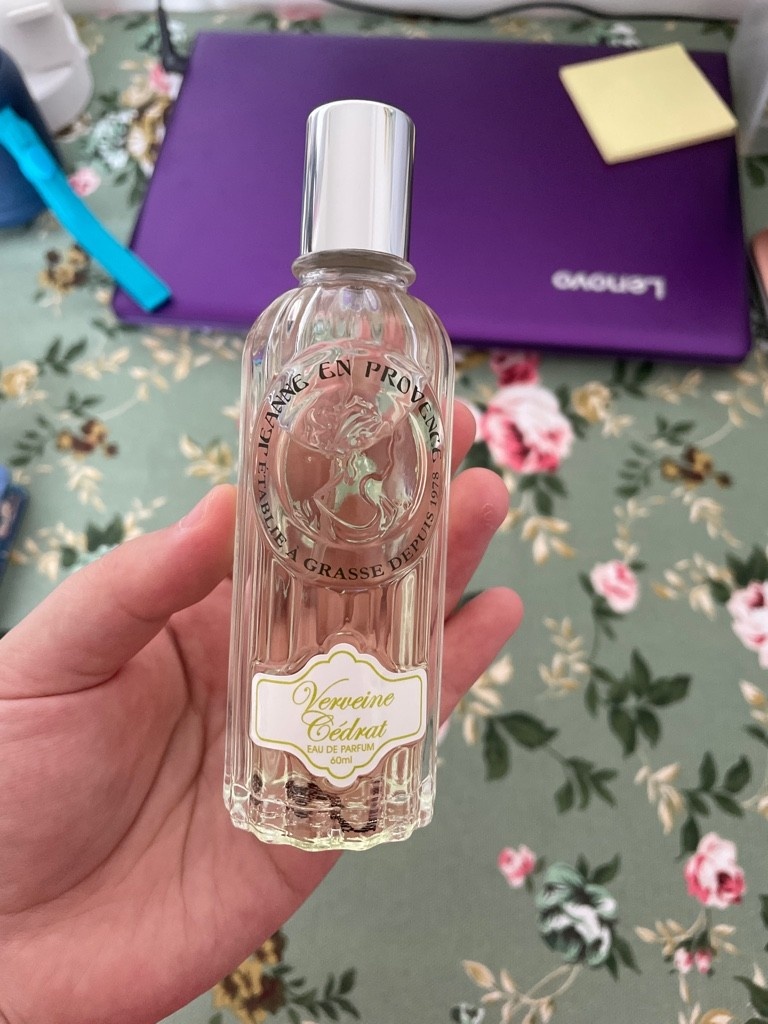 Lenovo
JEANNE EN PROVENCE
ÉTABLIE À GRASSE DEPUIS 1978
Verveine
Cédrat
EAU DE PARFUM
60ml